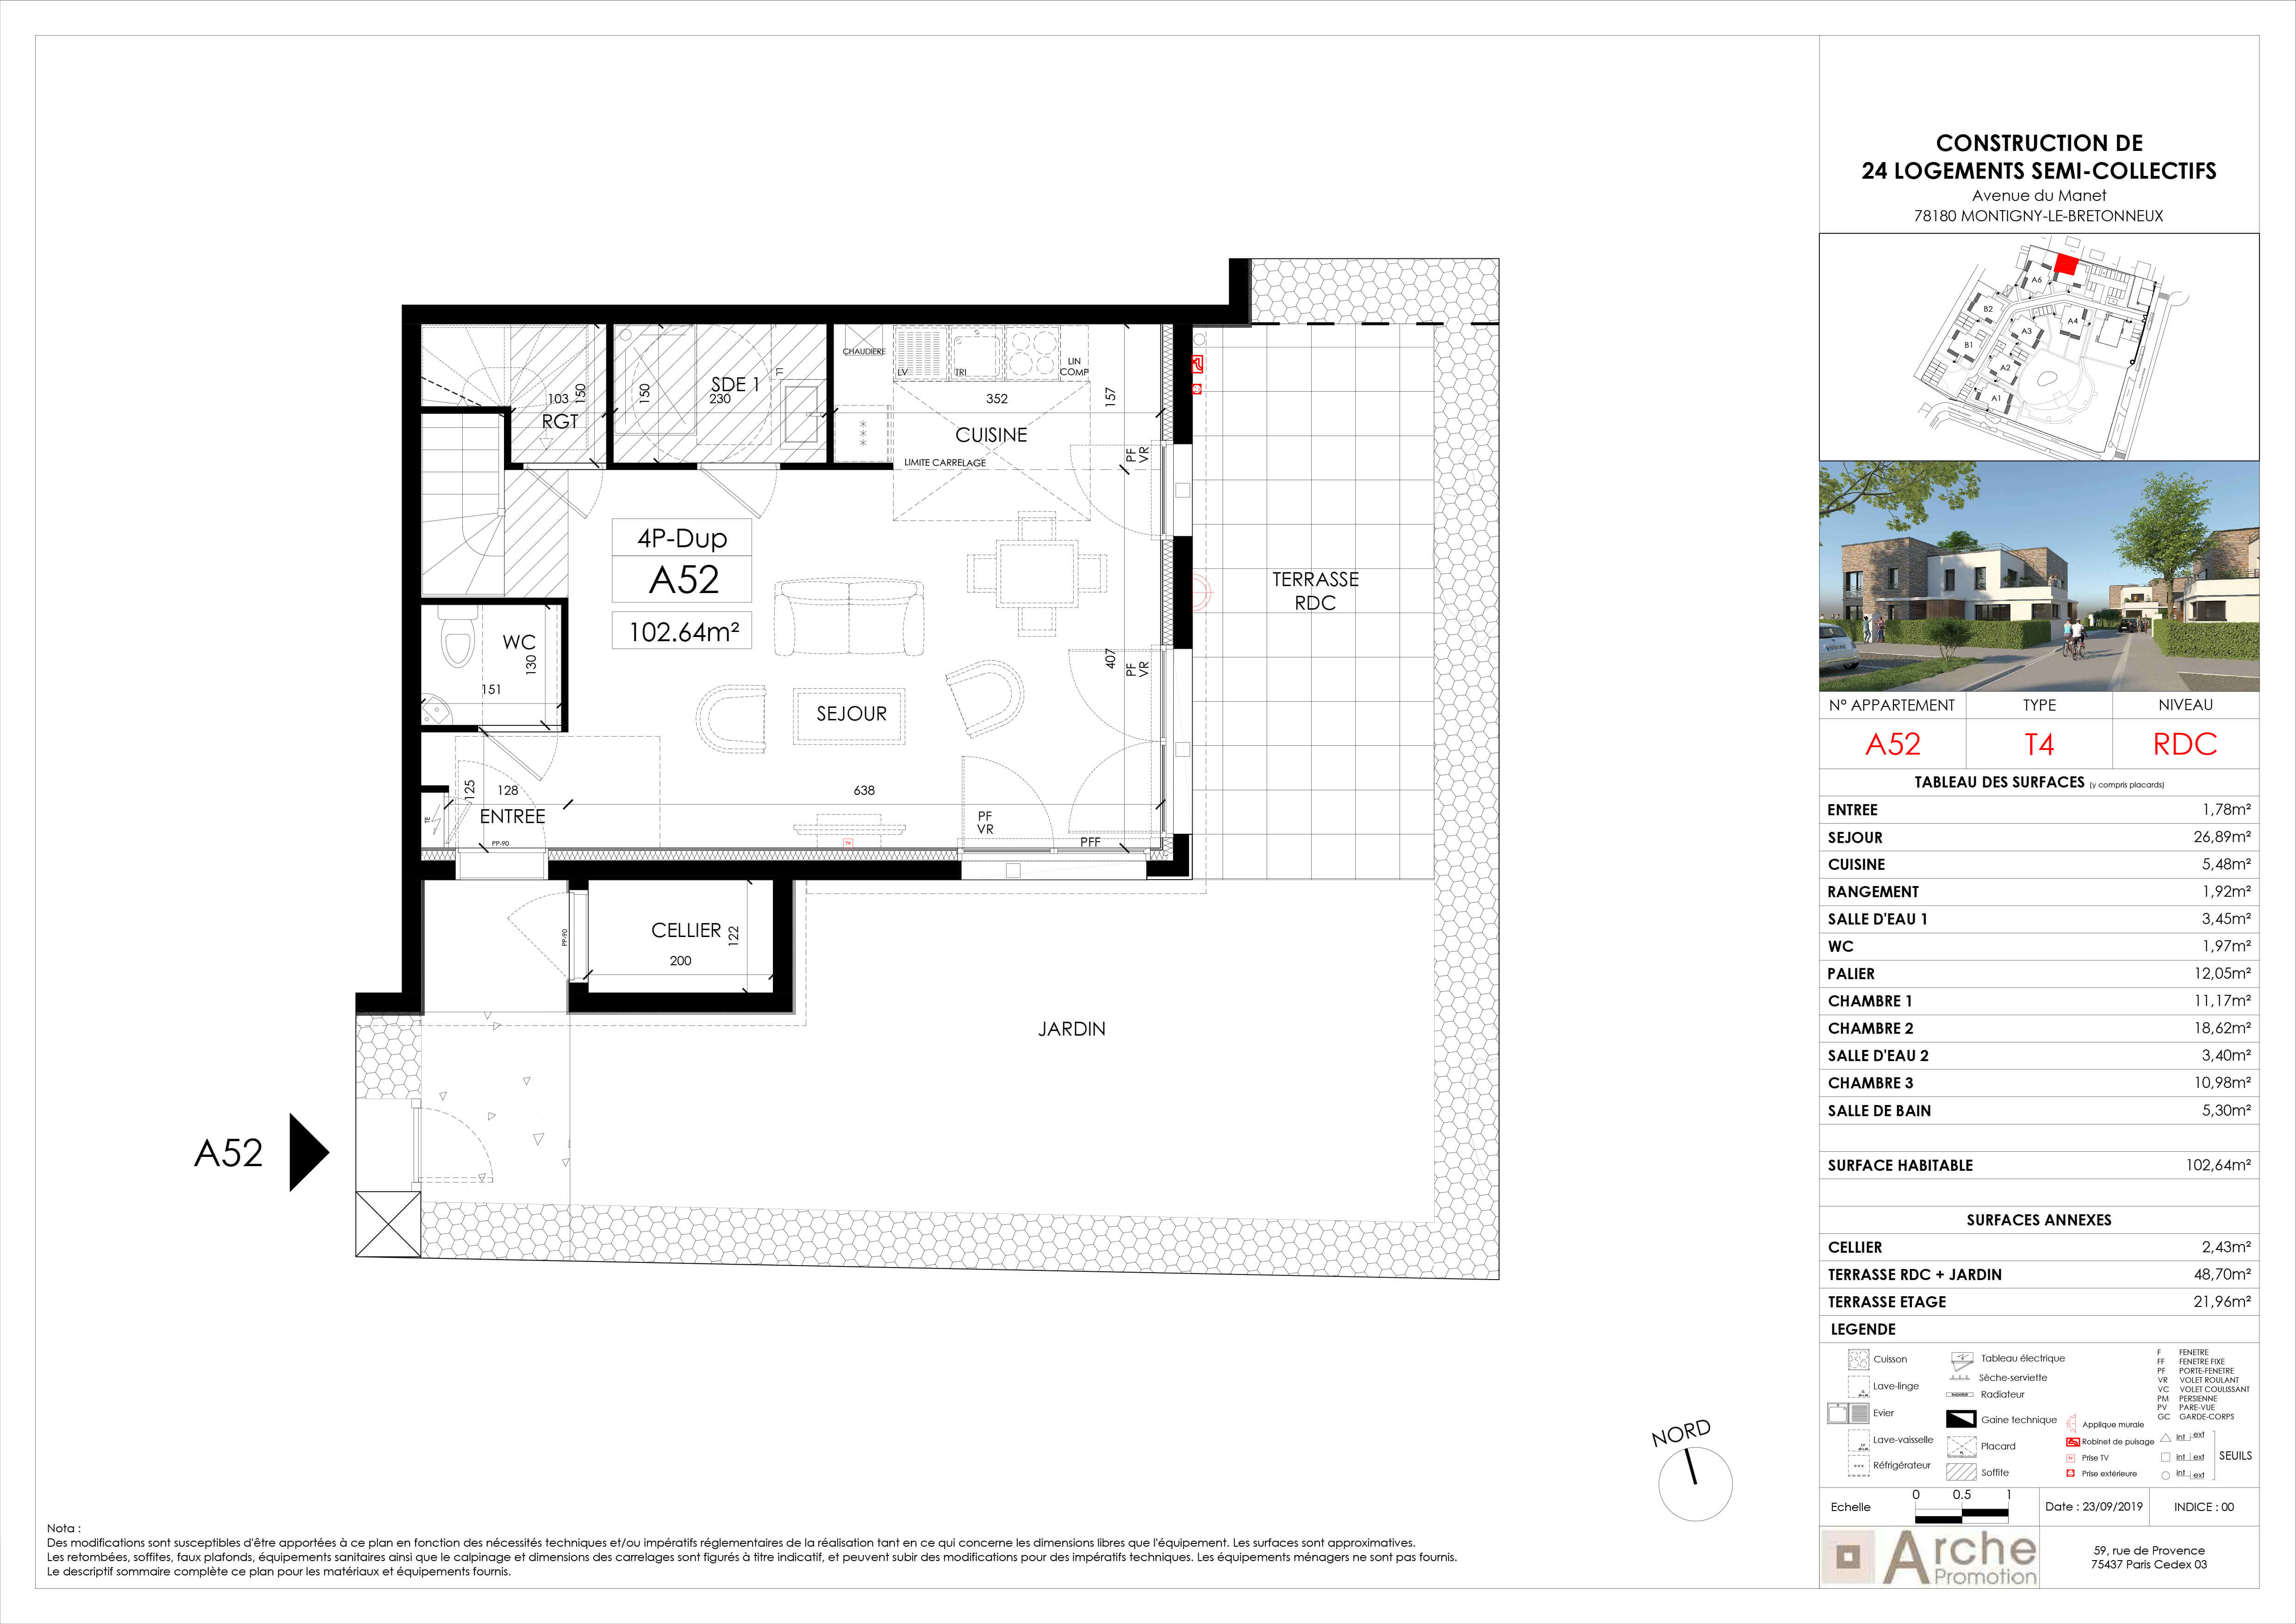 CONSTRUCTION DE
24 LOGEMENTS SEMI-COLLECTIFS
Avenue du Manet
78180 MONTIGNY-LE-BRETONNEUX
A6
B2
A3
A4
B1
A2
A1
N° APPARTEMENT
TYPE
NIVEAU
A52
T4
RDC
TABLEAU DES SURFACES (y compris placards)
ENTREE 1,78m²
SEJOUR 26,89m²
CUISINE 5,48m²
RANGEMENT 1,92m²
SALLE D'EAU 1 3,45m²
WC 1,97m²
PALIER 12,05m²
CHAMBRE 1 11,17m²
CHAMBRE 2 18,62m²
SALLE D'EAU 2 3,40m²
CHAMBRE 3 10,98m²
SALLE DE BAIN 5,30m²
SURFACE HABITABLE 102,64m²
SURFACES ANNEXES
CELLIER 2,43m²
TERRASSE RDC + JARDIN 48,70m²
TERRASSE ETAGE 21,96m²
LEGENDE
Cuisson
Lave-linge
Evier
Lave-vaisselle
Réfrigérateur
Tableau électrique
Sèche-serviette
Radiateur
Gaine technique
Placard
Soffite
Applique murale
Robinet de puisage
TV Prise TV
Prise extérieure
F FENETRE
FF FENETRE FIXE
PF PORTE-FENETRE
VR VOLET ROULANT
VC VOLET COULISSANT
PM PERSIENNE
PV PARE-VUE
GC GARDE-CORPS
int ext
int ext
int ext
SEUILS
Echelle
0 0.5 1
Date : 23/09/2019
INDICE : 00
Arche
Promotion
59, rue de Provence
75437 Paris Cedex 03
CHAUDIERE
LV
TRI
LIN
COMP
103
150
RGT
150
SDE 1
230
LL
352
157
CUISINE
LIMITE CARRELAGE
PF
VR
4P-Dup
A52
102.64m²
TERRASSE
RDC
WC
130
151
407
PF
VR
SEJOUR
125
128
638
TE
ENTREE
PP-90
TV
PF
VR
PFF
PP-90
CELLIER
122
200
JARDIN
A52
NORD
Nota :
Des modifications sont susceptibles d'être apportées à ce plan en fonction des nécessités techniques et/ou impératifs réglementaires de la réalisation tant en ce qui concerne les dimensions libres que l'équipement. Les surfaces sont approximatives.
Les retombées, soffites, faux plafonds, équipements sanitaires ainsi que le calpinage et dimensions des carrelages sont figurés à titre indicatif, et peuvent subir des modifications pour des impératifs techniques. Les équipements ménagers ne sont pas fournis.
Le descriptif sommaire complète ce plan pour les matériaux et équipements fournis.